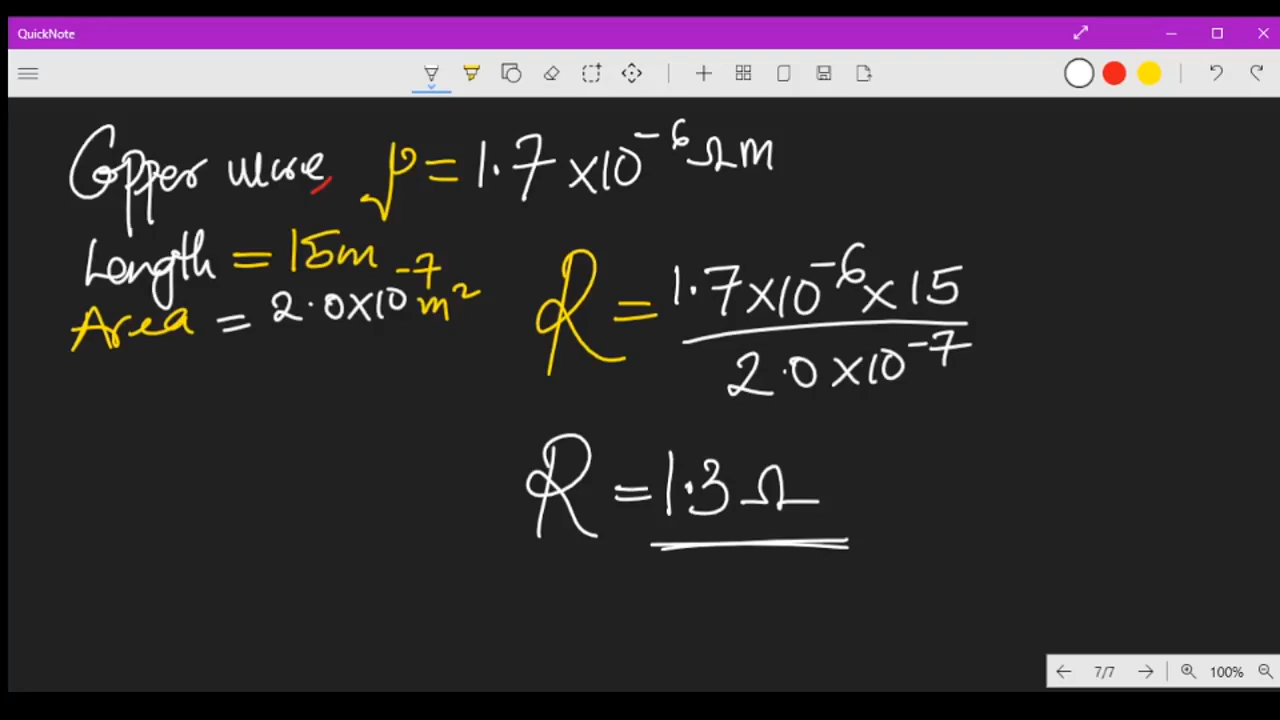 QuickNote
Copper wire, ρ = 1.7 x 10⁻⁶ Ωm
Length = 15m
Area = 2.0 x 10⁻⁷ m²
R = 1.7 x 10⁻⁶ x 15
2.0 x 10⁻⁷
R = 1.3 Ω
7/7
100%